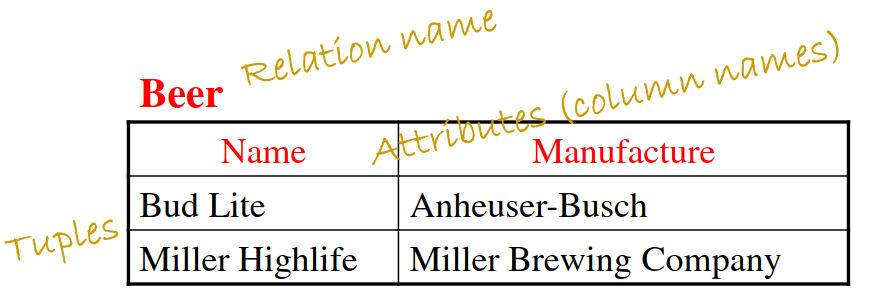 Relation name
Beer
Attributes (column names)
Name Manufacture
Bud Lite Anheuser-Busch
Tuples
Miller Highlife Miller Brewing Company